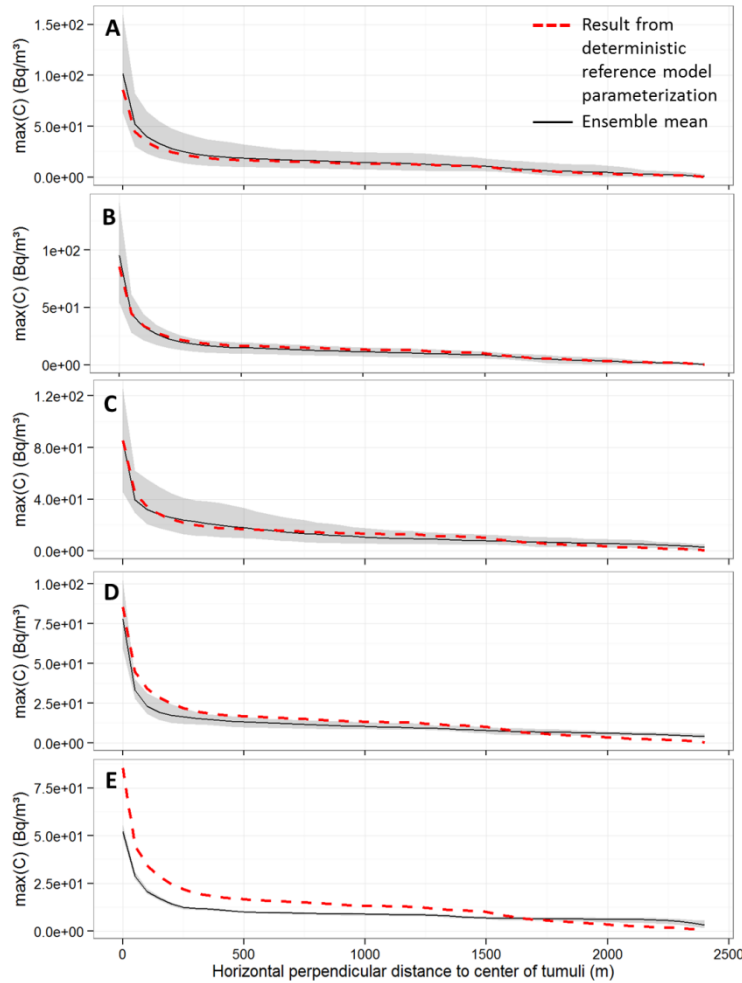 A
1.5e+02
1.0e+02
5.0e+01
0.0e+00
max(C) (Bq/m³)
Result from
deterministic
reference model
parameterization
Ensemble mean
B
1e+02
5e+01
0e+00
max(C) (Bq/m³)
C
1.2e+02
8.0e+01
4.0e+01
0.0e+00
max(C) (Bq/m³)
D
1.0e+02
7.5e+01
5.0e+01
2.5e+01
0.0e+00
max(C) (Bq/m³)
E
7.5e+01
5.0e+01
2.5e+01
0.0e+00
max(C) (Bq/m³)
0 500 1000 1500 2000 2500
Horizontal perpendicular distance to center of tumuli (m)